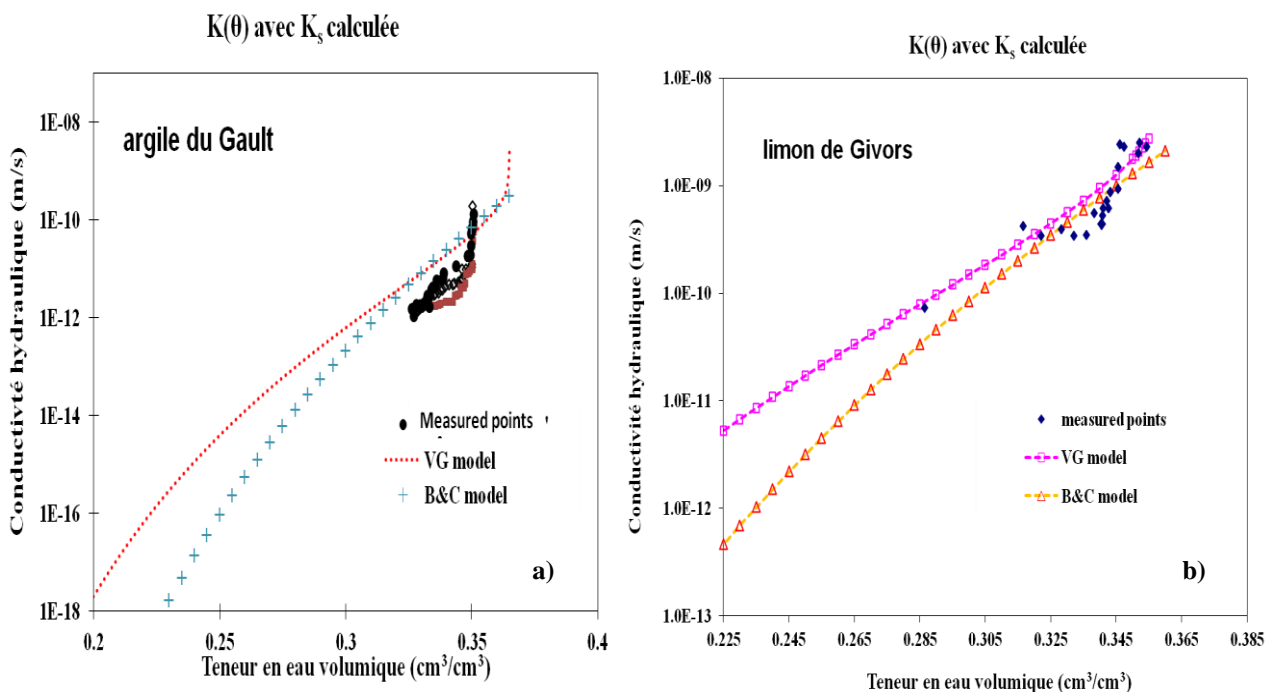 K(θ) avec Ks calculée
argile du Gault
Conductivité hydraulique (m/s)
1E-08
1E-10
1E-12
1E-14
1E-16
1E-18
Measured points
VG model
B&C model
a)
0.2 0.25 0.3 0.35 0.4
Teneur en eau volumique (cm³/cm³)
K(θ) avec Ks calculée
limon de Givors
Conductivité hydraulique (m/s)
1.0E-08
1.0E-09
1.0E-10
1.0E-11
1.0E-12
1.0E-13
measured points
VG model
B&C model
b)
0.225 0.245 0.265 0.285 0.305 0.325 0.345 0.365 0.385
Teneur en eau volumique (cm³/cm³)